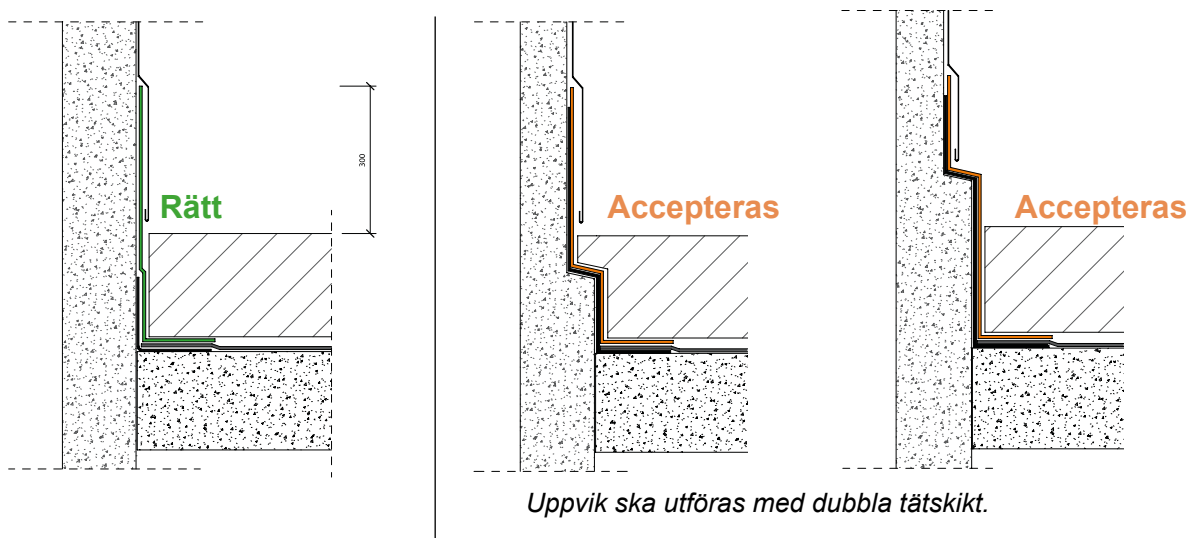 300
Rätt
Accepteras
Accepteras
Uppvik ska utföras med dubbla tätskikt.